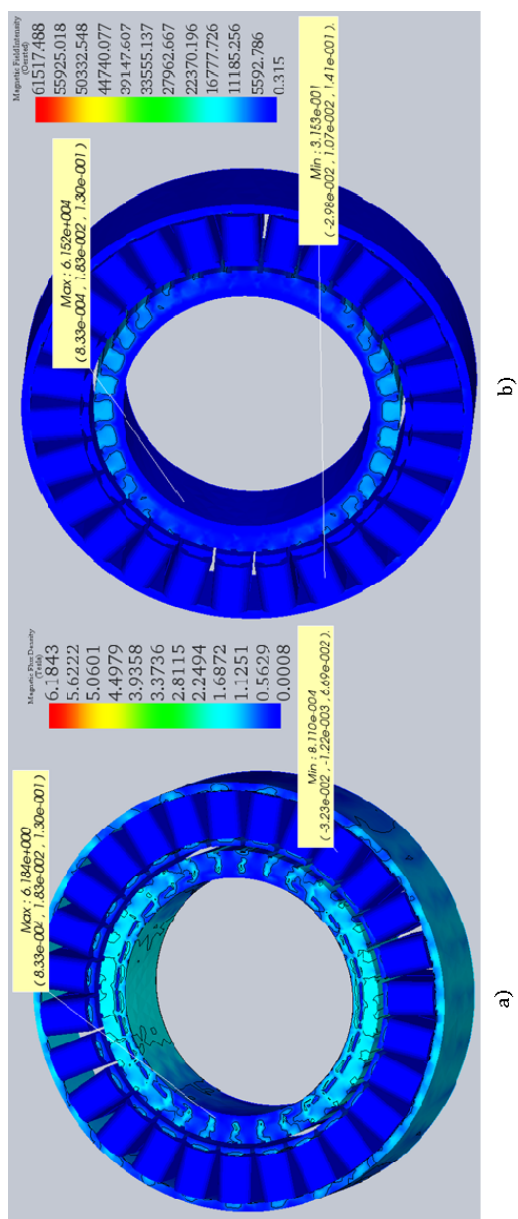 Magnetic Flux Density
(Tesla)
6.1843
5.6222
5.0601
4.4979
3.9358
3.3736
2.8115
2.2494
1.6872
1.1251
0.5629
0.0008
Max : 6.184e+000
( 8.33e-004 , 1.83e-002 , 1.30e-001)
Min : 8.110e-004
( -3.23e-002 , -1.22e-003 , 6.69e-002)
a)
Magnetic FieldIntensity
(Oersted)
61517.488
55925.018
50332.548
44740.077
39147.607
33555.137
27962.667
22370.196
16777.726
11185.256
5592.786
0.315
Max : 6.152e+004
( 8.33e-004 , 1.83e-002 , 1.30e-001)
Min : 3.153e-001
( -2.98e-002 , 1.07e-002 , 1.41e-001)
b)